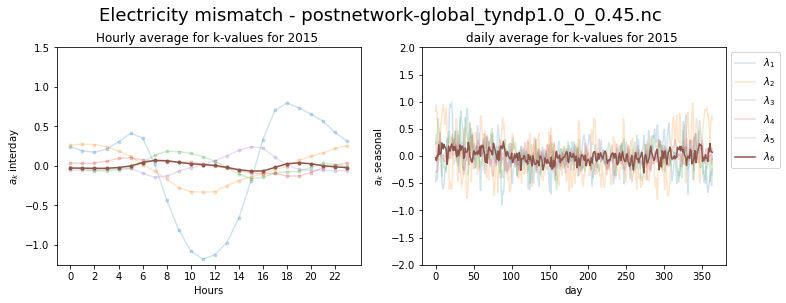 Electricity mismatch - postnetwork-global_tyndp1.0_0_0.45.nc
Hourly average for k-values for 2015
1.5
1.0
0.5
0.0
−0.5
−1.0
a_k interday
0 2 4 6 8 10 12 14 16 18 20 22
Hours
daily average for k-values for 2015
2.0
1.5
1.0
0.5
0.0
−0.5
−1.0
−1.5
−2.0
a_k seasonal
0 50 100 150 200 250 300 350
day
λ₁
λ₂
λ₃
λ₄
λ₅
λ₆